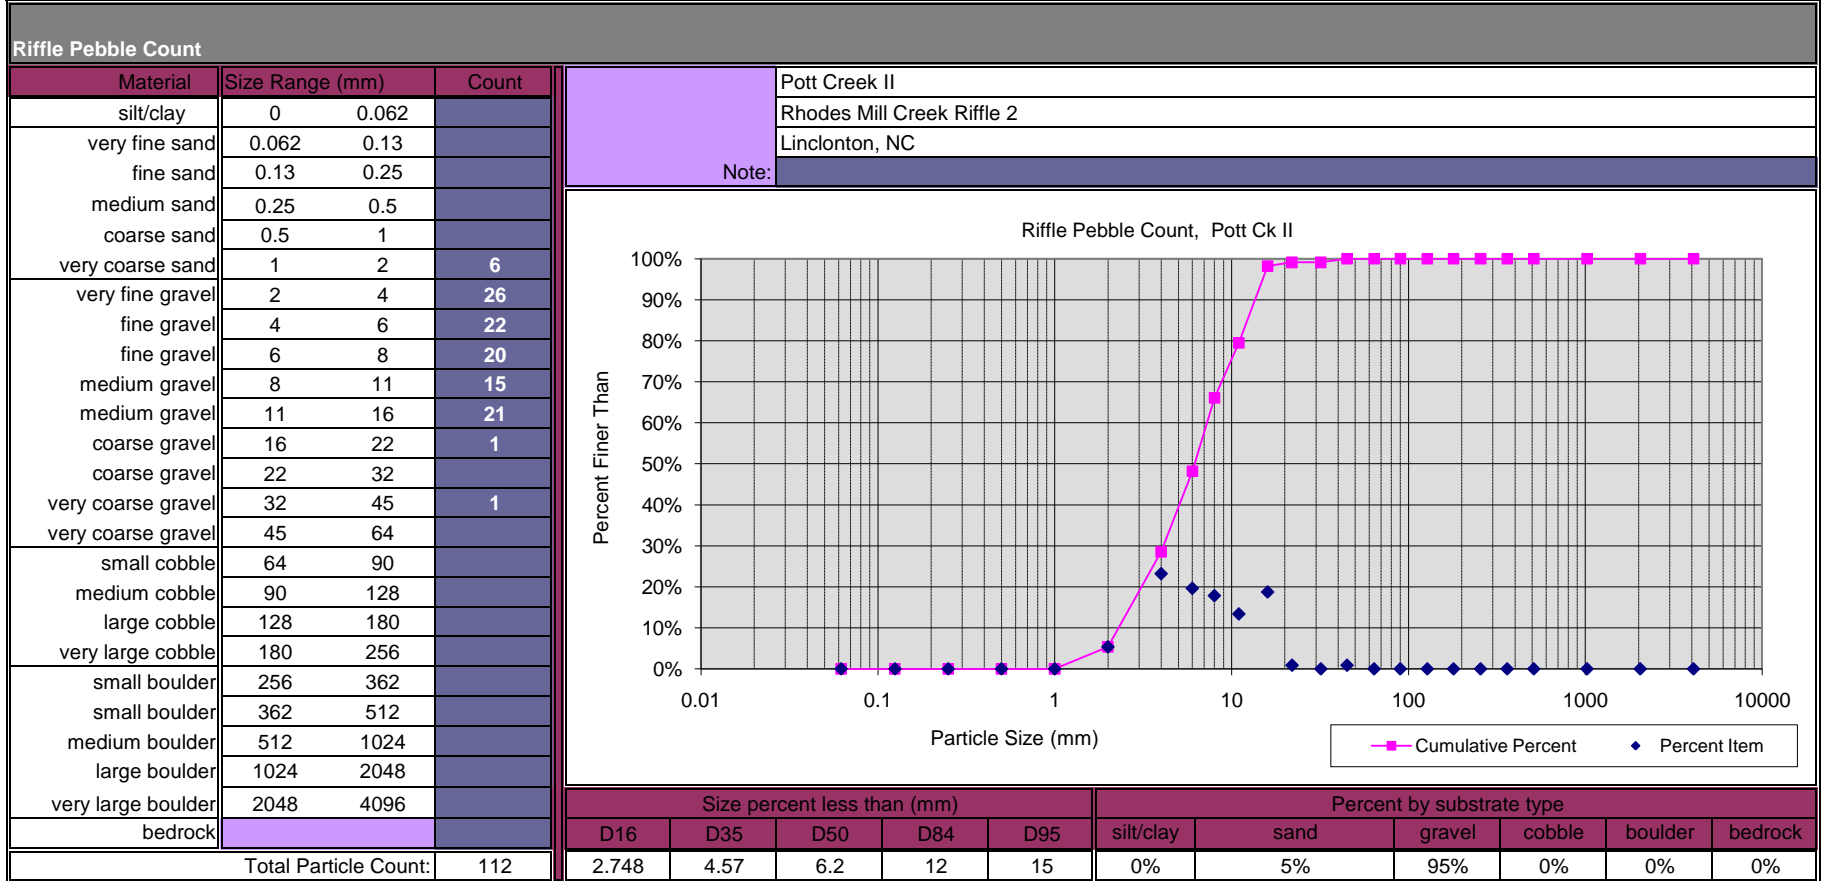 Riffle Pebble Count
Material Size Range (mm) Count
silt/clay 0 0.062
very fine sand 0.062 0.13
fine sand 0.13 0.25
medium sand 0.25 0.5
coarse sand 0.5 1
very coarse sand 1 2 6
very fine gravel 2 4 26
fine gravel 4 6 22
fine gravel 6 8 20
medium gravel 8 11 15
medium gravel 11 16 21
coarse gravel 16 22 1
coarse gravel 22 32
very coarse gravel 32 45 1
very coarse gravel 45 64
small cobble 64 90
medium cobble 90 128
large cobble 128 180
very large cobble 180 256
small boulder 256 362
small boulder 362 512
medium boulder 512 1024
large boulder 1024 2048
very large boulder 2048 4096
bedrock
Total Particle Count: 112
Pott Creek II
Rhodes Mill Creek Riffle 2
Linclonton, NC
Note:
Riffle Pebble Count, Pott Ck II
100%
90%
80%
70%
60%
50%
40%
30%
20%
10%
0%
Percent Finer Than
0.01 0.1 1 10 100 1000 10000
Particle Size (mm)
Cumulative Percent Percent Item
Size percent less than (mm) Percent by substrate type
D16 D35 D50 D84 D95 silt/clay sand gravel cobble boulder bedrock
2.748 4.57 6.2 12 15 0% 5% 95% 0% 0% 0%